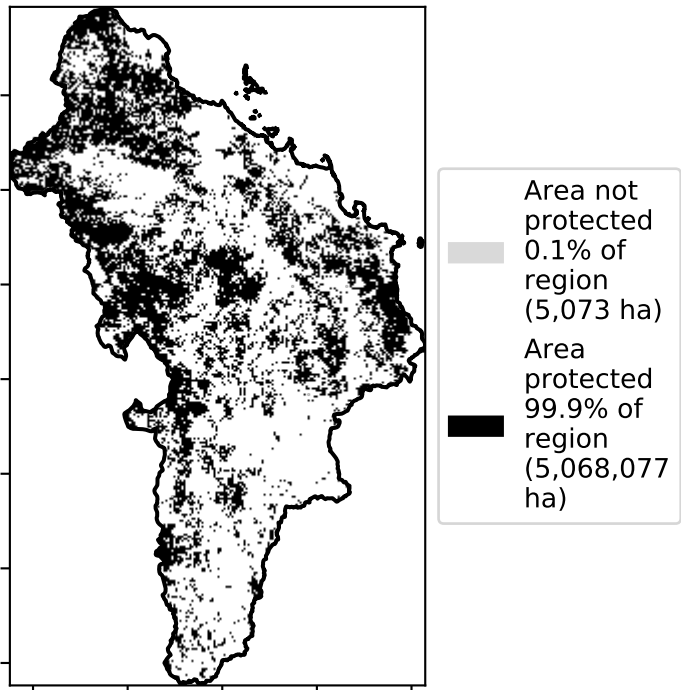 Area not
protected
0.1% of
region
(5,073 ha)
Area
protected
99.9% of
region
(5,068,077
ha)